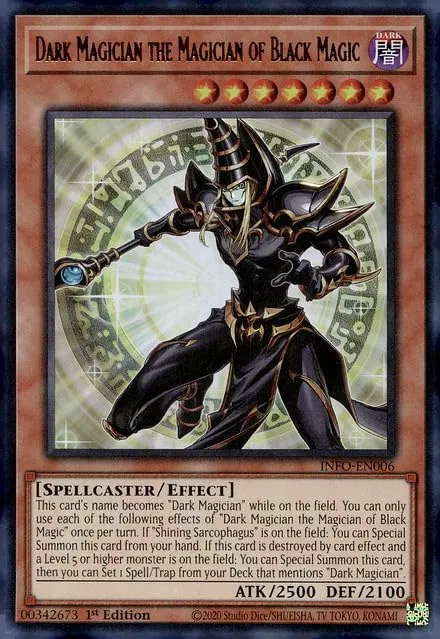 DARK MAGICIAN THE MAGICIAN OF BLACK MAGIC
DARK
闇
INFO-EN006
[SPELLCASTER/EFFECT]
This card's name becomes "Dark Magician" while on the field. You can only
use each of the following effects of "Dark Magician the Magician of Black
Magic" once per turn. If "Shining Sarcophagus" is on the field: You can Special
Summon this card from your hand. If this card is destroyed by card effect and
a Level 5 or higher monster is on the field: You can Special Summon this card,
then you can Set 1 Spell/Trap from your Deck that mentions "Dark Magician".
ATK/2500 DEF/2100
00342673 1st Edition ©2020 Studio Dice/SHUEISHA, TV TOKYO, KONAMI